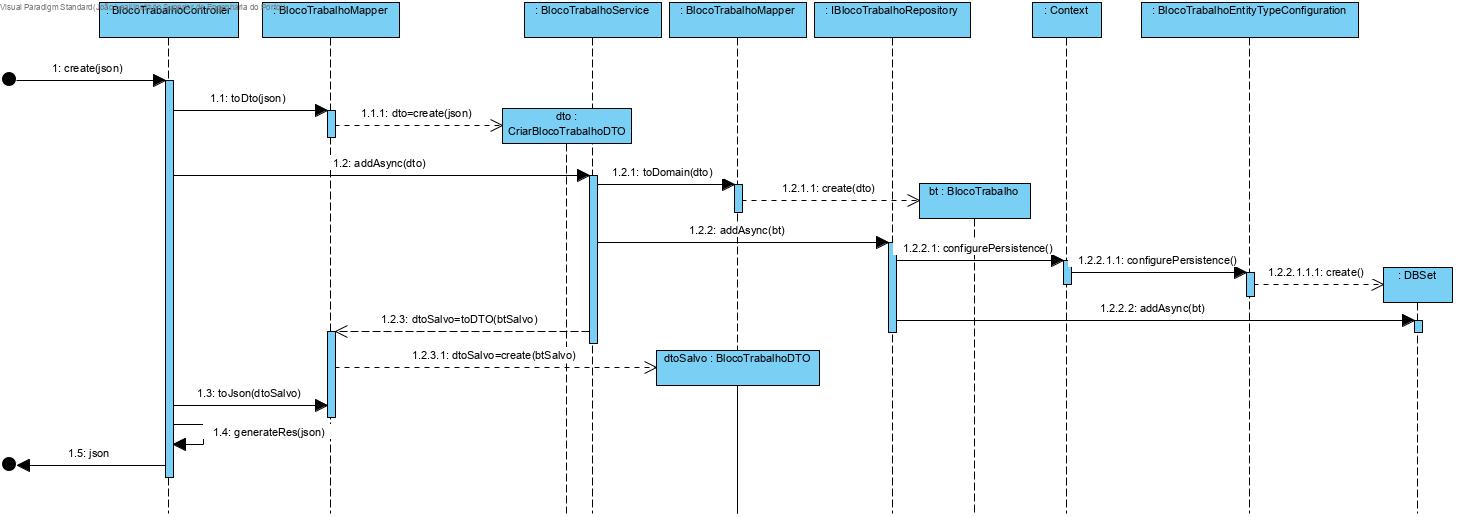 Visual Paradigm Standard
: BlocoTrabalhoController
: BlocoTrabalhoMapper
: BlocoTrabalhoService
: BlocoTrabalhoMapper
: IBlocoTrabalhoRepository
: Context
: BlocoTrabalhoEntityTypeConfiguration
1: create(json)
1.1: toDto(json)
1.1.1: dto=create(json)
dto :
CriarBlocoTrabalhoDTO
1.2: addAsync(dto)
1.2.1: toDomain(dto)
1.2.1.1: create(dto)
bt : BlocoTrabalho
1.2.2: addAsync(bt)
1.2.2.1: configurePersistence()
1.2.2.1.1: configurePersistence()
1.2.2.1.1.1: create()
: DBSet
1.2.2.2: addAsync(bt)
1.2.3: dtoSalvo=toDTO(btSalvo)
1.2.3.1: dtoSalvo=create(btSalvo)
dtoSalvo : BlocoTrabalhoDTO
1.3: toJson(dtoSalvo)
1.4: generateRes(json)
1.5: json